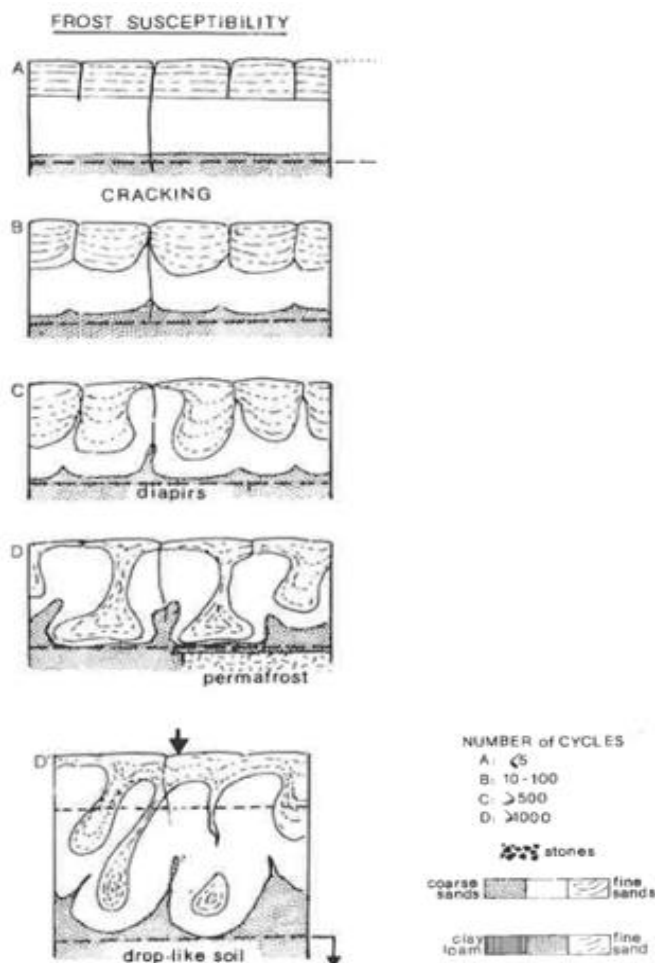 FROST SUSCEPTIBILITY
A
CRACKING
B
C
diapirs
D
permafrost
D'
drop-like soil
NUMBER of CYCLES
A: ⩽5
B: 10-100
C: ⩾500
D: ⩾1000
stones
coarse sands
fine sands
clay loam
fine sand